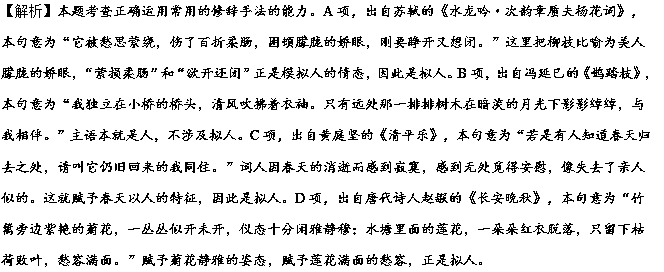 【解析】本题考查正确运用常用的修辞手法的能力。A 项，出自苏轼的《水龙吟·次韵章质夫杨花词》，
本句意为“它被愁思萦绕，伤了百折柔肠，困顿朦胧的娇眼，刚要睁开又想闭。”这里把柳枝比喻为美人
朦胧的娇眼，“萦损柔肠”和“欲开还闭”正是模拟人的情态，因此是拟人。B 项，出自冯延巳的《鹊踏枝》，
本句意为“我独立在小桥的桥头，清风吹拂着衣袖。只有远处那一排排树木在暗淡的月光下影影绰绰，与
我相伴。”主语本就是人，不涉及拟人。C 项，出自黄庭坚的《清平乐》，本句意为“若是有人知道春天归
去之处，请叫它仍旧回来的我同住。”词人因春天的消逝而感到寂寞，感到无处觅得安慰，像失去了亲人
似的。这就赋予春天以人的特征，因此是拟人。D 项，出自唐代诗人赵嘏的《长安晚秋》，本句意为“竹
篱旁边紫艳的菊花，一丛丛似开未开，仪态十分闲雅静穆；水塘里面的莲花，一朵朵红衣脱落，只留下枯
荷败叶，愁容满面。”赋予菊花静雅的姿态，赋予莲花满面的愁容，正是拟人。